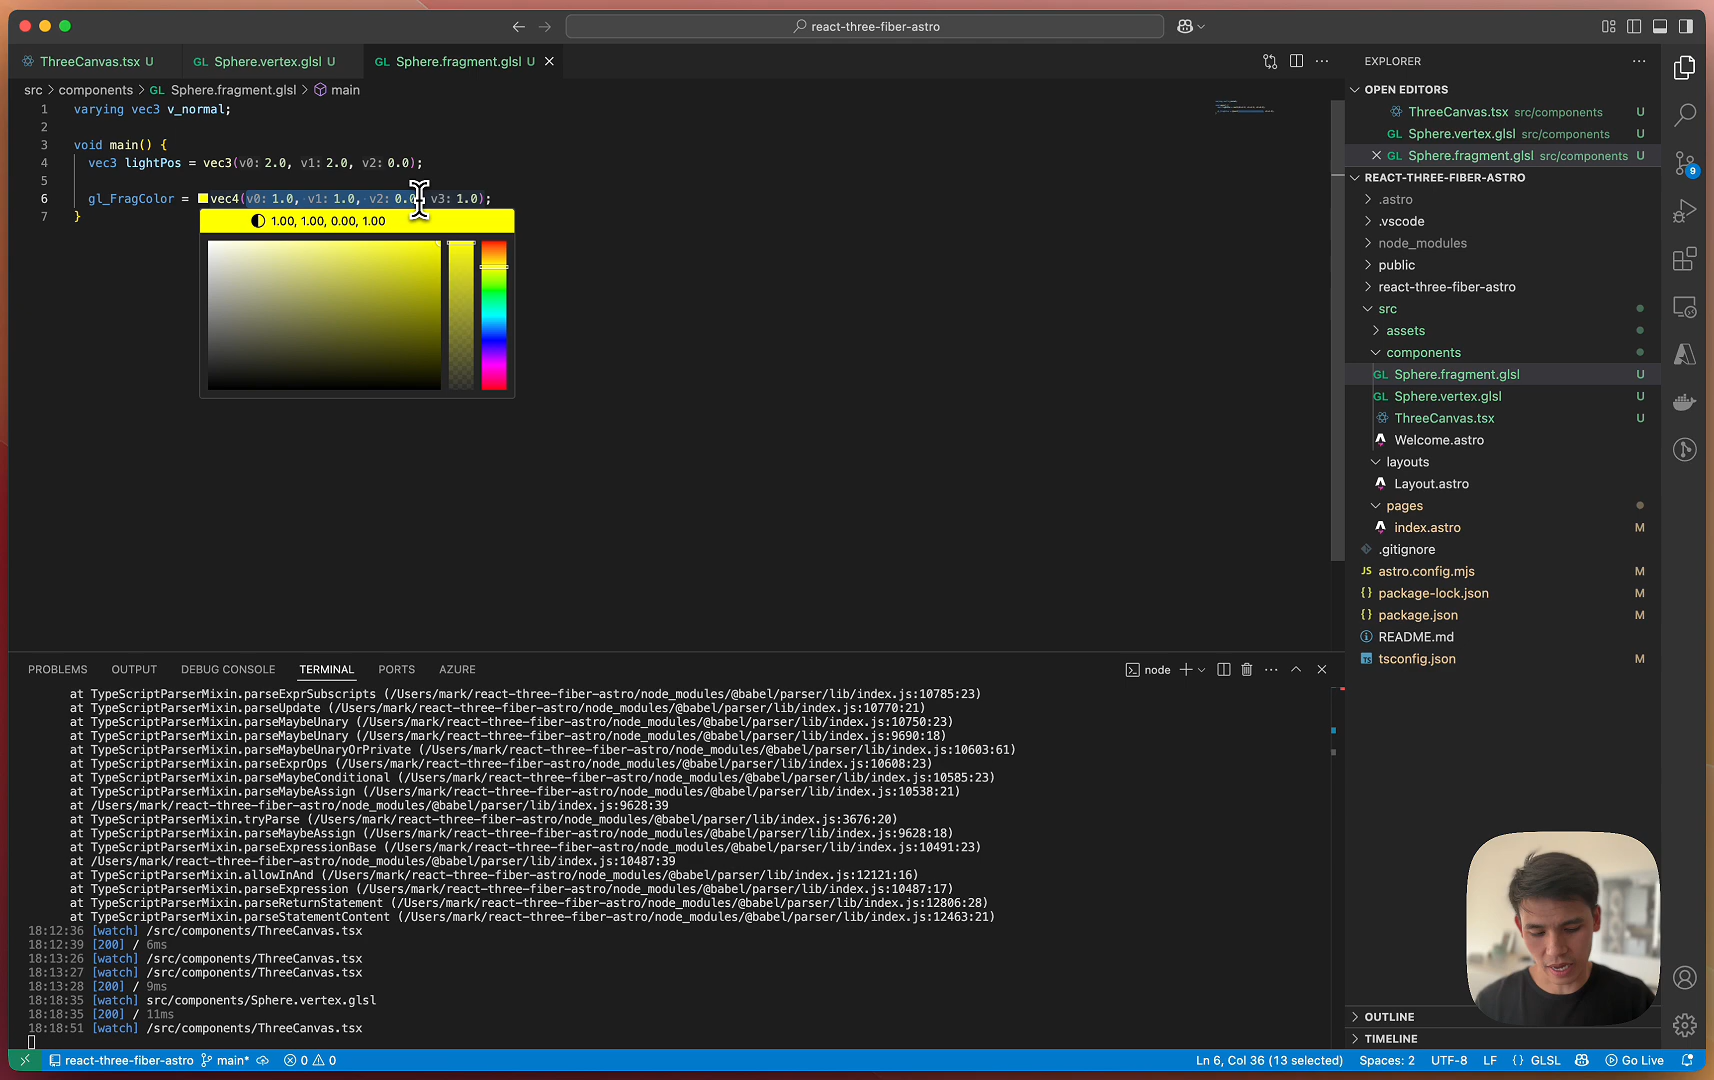 react-three-fiber-astro
ThreeCanvas.tsx U
GL Sphere.vertex.glsl U
GL Sphere.fragment.glsl U
src > components > GL Sphere.fragment.glsl > main
1 varying vec3 v_normal;
2
3 void main() {
4 vec3 lightPos = vec3(v0: 2.0, v1: 2.0, v2: 0.0);
5
6 gl_FragColor = vec4(v0: 1.0, v1: 1.0, v2: 0.0, v3: 1.0);
7 }
1.00, 1.00, 0.00, 1.00
EXPLORER
OPEN EDITORS
ThreeCanvas.tsx src/components U
GL Sphere.vertex.glsl src/components U
GL Sphere.fragment.glsl src/components U
REACT-THREE-FIBER-ASTRO
.astro
.vscode
node_modules
public
react-three-fiber-astro
src
assets
components
GL Sphere.fragment.glsl U
GL Sphere.vertex.glsl U
ThreeCanvas.tsx U
Welcome.astro
layouts
Layout.astro
pages
index.astro M
.gitignore
JS astro.config.mjs M
{} package-lock.json M
{} package.json M
README.md
tsconfig.json M
OUTLINE
TIMELINE
9
PROBLEMS OUTPUT DEBUG CONSOLE TERMINAL PORTS AZURE
node
at TypeScriptParserMixin.parseExprSubscripts (/Users/mark/react-three-fiber-astro/node_modules/@babel/parser/lib/index.js:10785:23)
at TypeScriptParserMixin.parseUpdate (/Users/mark/react-three-fiber-astro/node_modules/@babel/parser/lib/index.js:10770:21)
at TypeScriptParserMixin.parseMaybeUnary (/Users/mark/react-three-fiber-astro/node_modules/@babel/parser/lib/index.js:10750:23)
at TypeScriptParserMixin.parseMaybeUnary (/Users/mark/react-three-fiber-astro/node_modules/@babel/parser/lib/index.js:9690:18)
at TypeScriptParserMixin.parseMaybeUnaryOrPrivate (/Users/mark/react-three-fiber-astro/node_modules/@babel/parser/lib/index.js:10603:61)
at TypeScriptParserMixin.parseExprOps (/Users/mark/react-three-fiber-astro/node_modules/@babel/parser/lib/index.js:10608:23)
at TypeScriptParserMixin.parseMaybeConditional (/Users/mark/react-three-fiber-astro/node_modules/@babel/parser/lib/index.js:10585:23)
at TypeScriptParserMixin.parseMaybeAssign (/Users/mark/react-three-fiber-astro/node_modules/@babel/parser/lib/index.js:10538:21)
at /Users/mark/react-three-fiber-astro/node_modules/@babel/parser/lib/index.js:9628:39
at TypeScriptParserMixin.tryParse (/Users/mark/react-three-fiber-astro/node_modules/@babel/parser/lib/index.js:3676:20)
at TypeScriptParserMixin.parseMaybeAssign (/Users/mark/react-three-fiber-astro/node_modules/@babel/parser/lib/index.js:9628:18)
at TypeScriptParserMixin.parseExpressionBase (/Users/mark/react-three-fiber-astro/node_modules/@babel/parser/lib/index.js:10491:23)
at /Users/mark/react-three-fiber-astro/node_modules/@babel/parser/lib/index.js:10487:39
at TypeScriptParserMixin.allowInAnd (/Users/mark/react-three-fiber-astro/node_modules/@babel/parser/lib/index.js:12121:16)
at TypeScriptParserMixin.parseExpression (/Users/mark/react-three-fiber-astro/node_modules/@babel/parser/lib/index.js:10487:17)
at TypeScriptParserMixin.parseReturnStatement (/Users/mark/react-three-fiber-astro/node_modules/@babel/parser/lib/index.js:12806:28)
at TypeScriptParserMixin.parseStatementContent (/Users/mark/react-three-fiber-astro/node_modules/@babel/parser/lib/index.js:12463:21)
18:12:36 [watch] /src/components/ThreeCanvas.tsx
18:12:39 [200] / 6ms
18:13:26 [watch] /src/components/ThreeCanvas.tsx
18:13:27 [watch] /src/components/ThreeCanvas.tsx
18:13:28 [200] / 9ms
18:18:35 [watch] src/components/Sphere.vertex.glsl
18:18:35 [200] / 11ms
18:18:51 [watch] /src/components/ThreeCanvas.tsx
react-three-fiber-astro main* 0 0 Ln 6, Col 36 (13 selected) Spaces: 2 UTF-8 LF {} GLSL Go Live